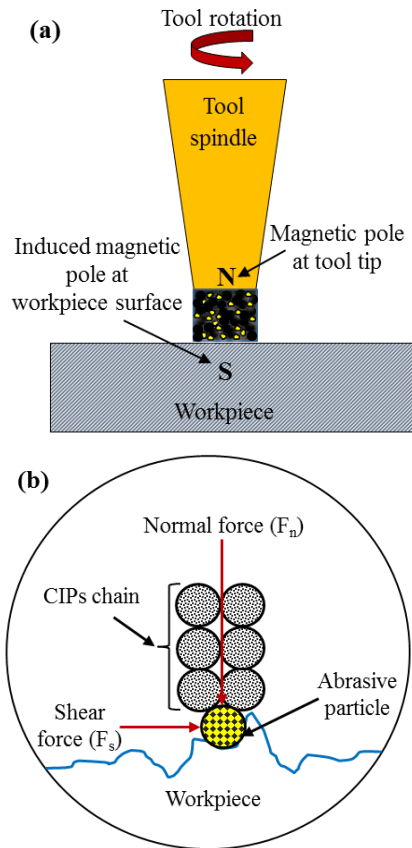 (a)
Tool rotation
Tool
spindle
Induced magnetic
pole at
workpiece surface
Magnetic pole
at tool tip
N
S
Workpiece
(b)
Normal force (Fn)
CIPs chain
Abrasive
particle
Shear
force (Fs)
Workpiece